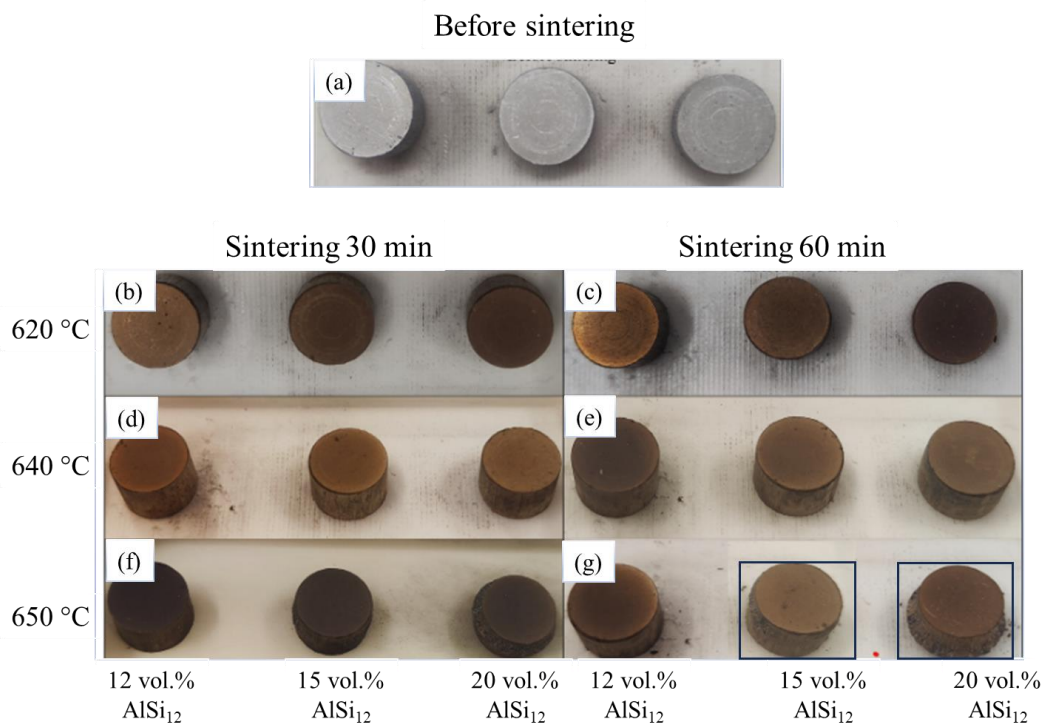 Before sintering
(a)
Sintering 30 min
Sintering 60 min
(b)
(c)
620 °C
(d)
(e)
640 °C
(f)
(g)
650 °C
12 vol.%
AlSi₁₂
15 vol.%
AlSi₁₂
20 vol.%
AlSi₁₂
12 vol.%
AlSi₁₂
15 vol.%
AlSi₁₂
20 vol.%
AlSi₁₂